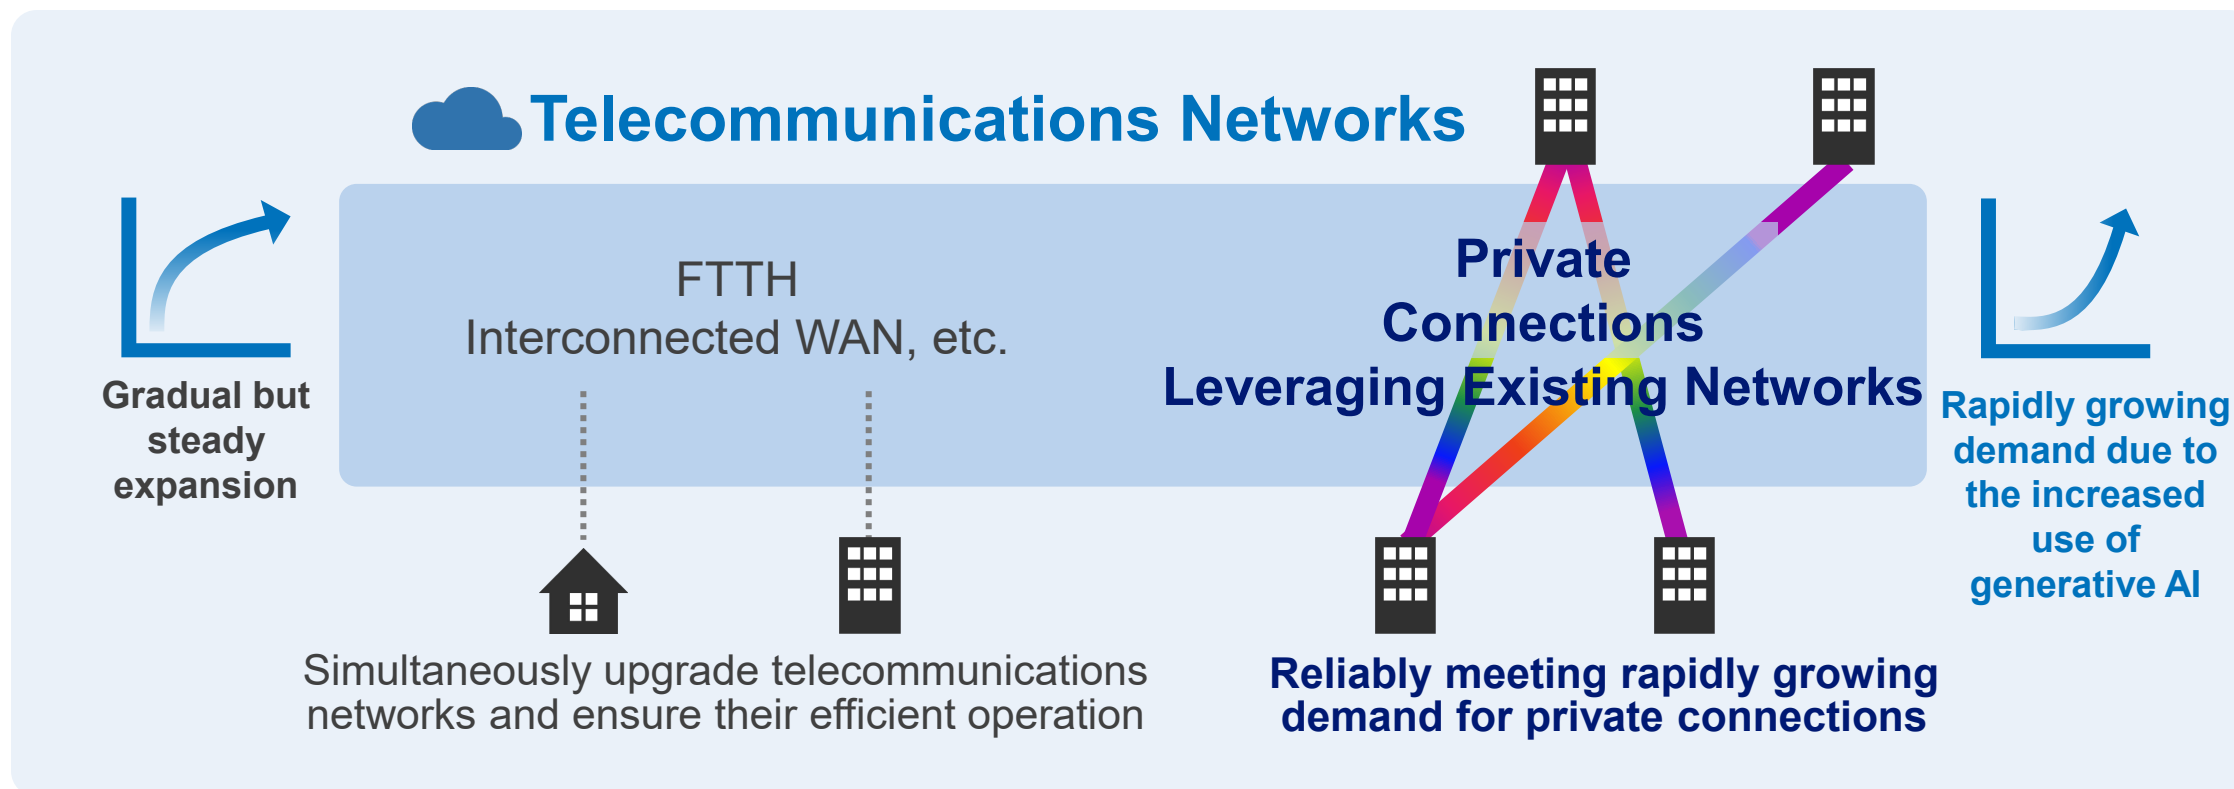 Telecommunications Networks
FTTH
Interconnected WAN, etc.
Private
Connections
Leveraging Existing Networks
Gradual but
steady
expansion
Rapidly growing
demand due to
the increased
use of
generative AI
Simultaneously upgrade telecommunications
networks and ensure their efficient operation
Reliably meeting rapidly growing
demand for private connections